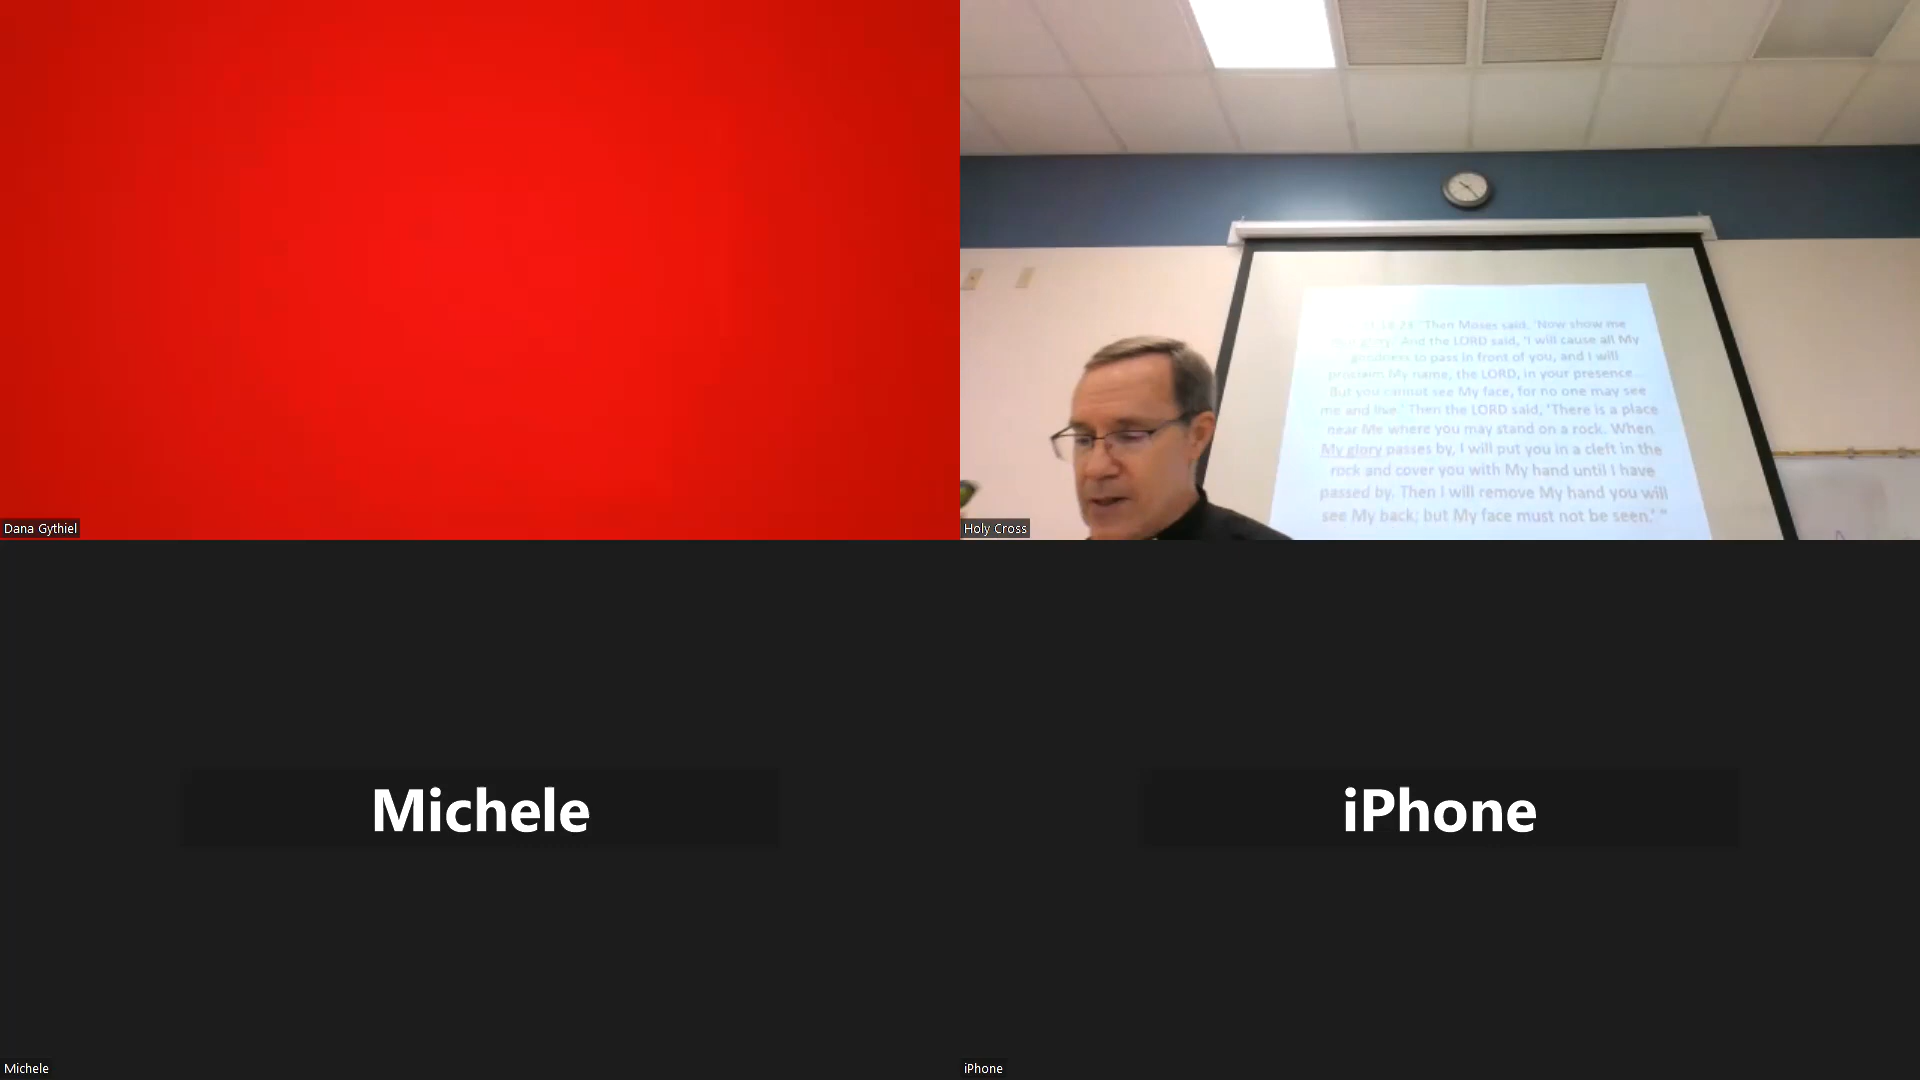 Then Moses said, 'Now show me
And the LORD said, 'I will cause all My
goodness to pass in front of you, and I will
proclaim My name, the LORD, in your presence...
But you cannot see My face, for no one may see
me and live.' Then the LORD said, 'There is a place
near Me where you may stand on a rock. When
My glory passes by, I will put you in a cleft in the
rock and cover you with My hand until I have
passed by. Then I will remove My hand you will
see My back; but My face must not be seen.' "
Dana Gythiel
Holy Cross
Michele
iPhone
Michele
iPhone